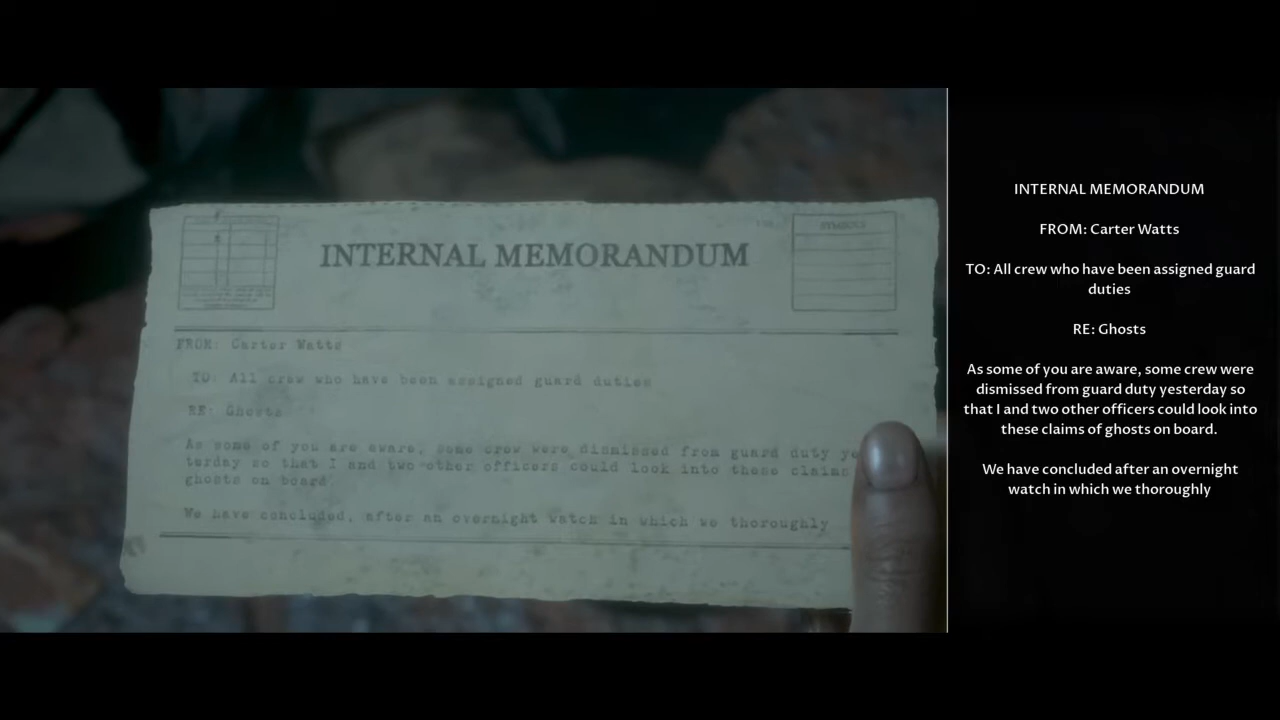 INTERNAL MEMORANDUM
FROM: Carter Watts
TO: All crew who have been assigned guard duties
RE: Ghosts
As some of you are aware, some crew were dismissed from guard duty ye
terday so that I and two other officers could look into these claims
ghosts on board
We have concluded, after an overnight watch in which we thoroughly
INTERNAL MEMORANDUM
FROM: Carter Watts
TO: All crew who have been assigned guard
duties
RE: Ghosts
As some of you are aware, some crew were
dismissed from guard duty yesterday so
that I and two other officers could look into
these claims of ghosts on board.
We have concluded after an overnight
watch in which we thoroughly